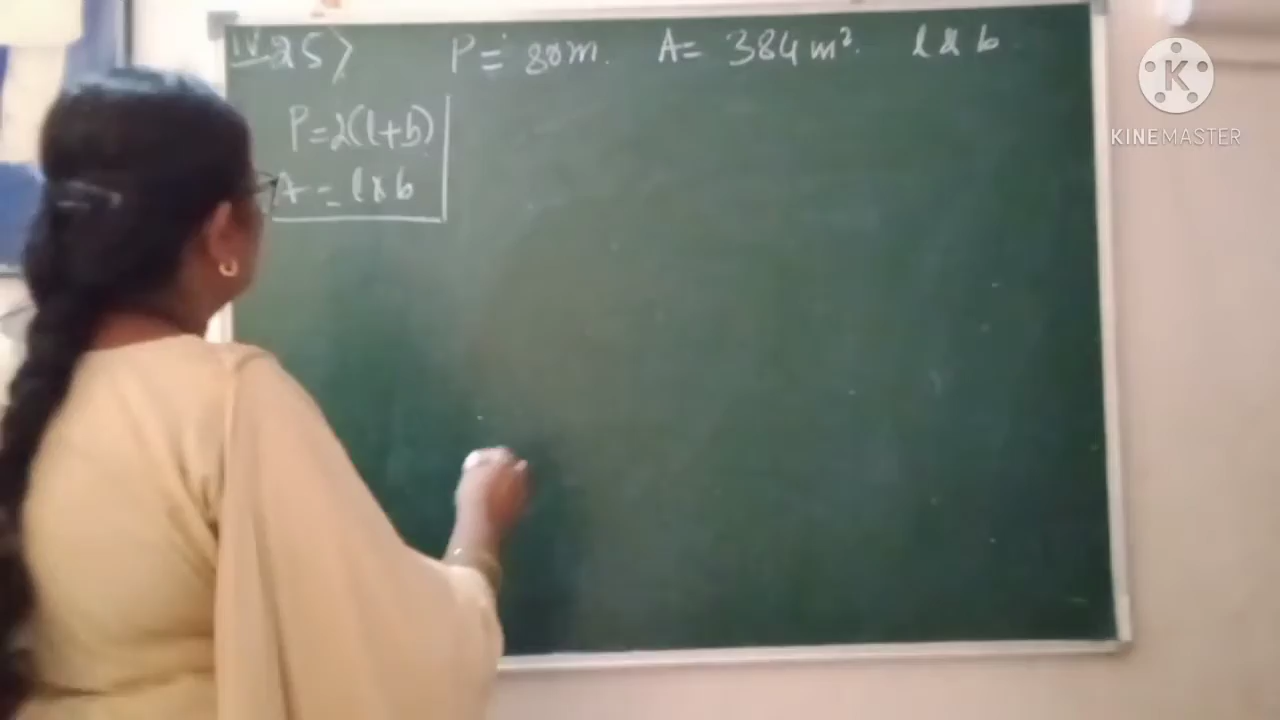 IV 25) P = 80m. A= 384 m². l & b
P=2(l+b)
A = l×b
K
KINEMASTER